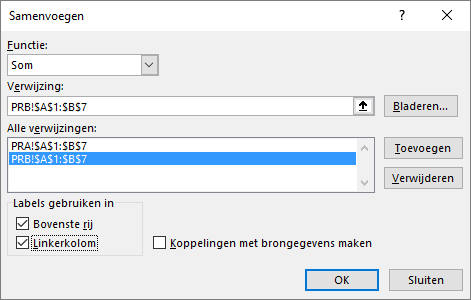 Samenvoegen
?
Functie:
Som
Verwijzing:
PRB!$A$1:$B$7
Bladeren...
Alle verwijzingen:
PRA!$A$1:$B$7
PRB!$A$1:$B$7
Toevoegen
Verwijderen
Labels gebruiken in
Bovenste rij
Linkerkolom
Koppelingen met brongegevens maken
OK
Sluiten